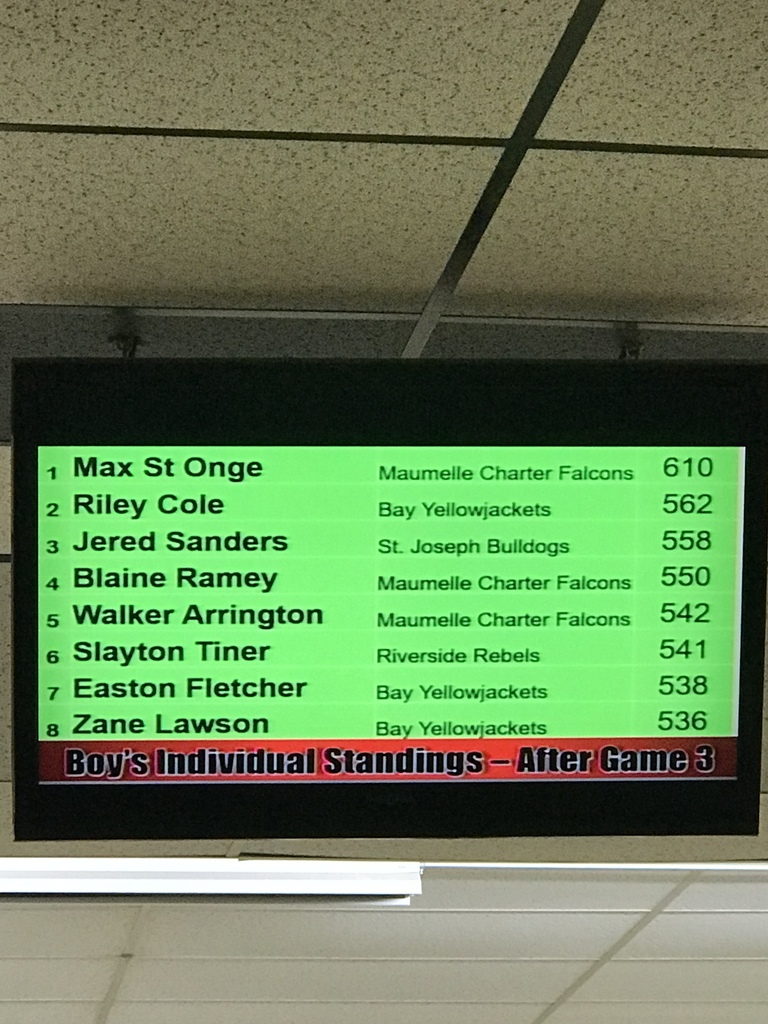 1 Max St Onge Maumelle Charter Falcons 610
2 Riley Cole Bay Yellowjackets 562
3 Jered Sanders St. Joseph Bulldogs 558
4 Blaine Ramey Maumelle Charter Falcons 550
5 Walker Arrington Maumelle Charter Falcons 542
6 Slayton Tiner Riverside Rebels 541
7 Easton Fletcher Bay Yellowjackets 538
8 Zane Lawson Bay Yellowjackets 536
Boy's Individual Standings – After Game 3